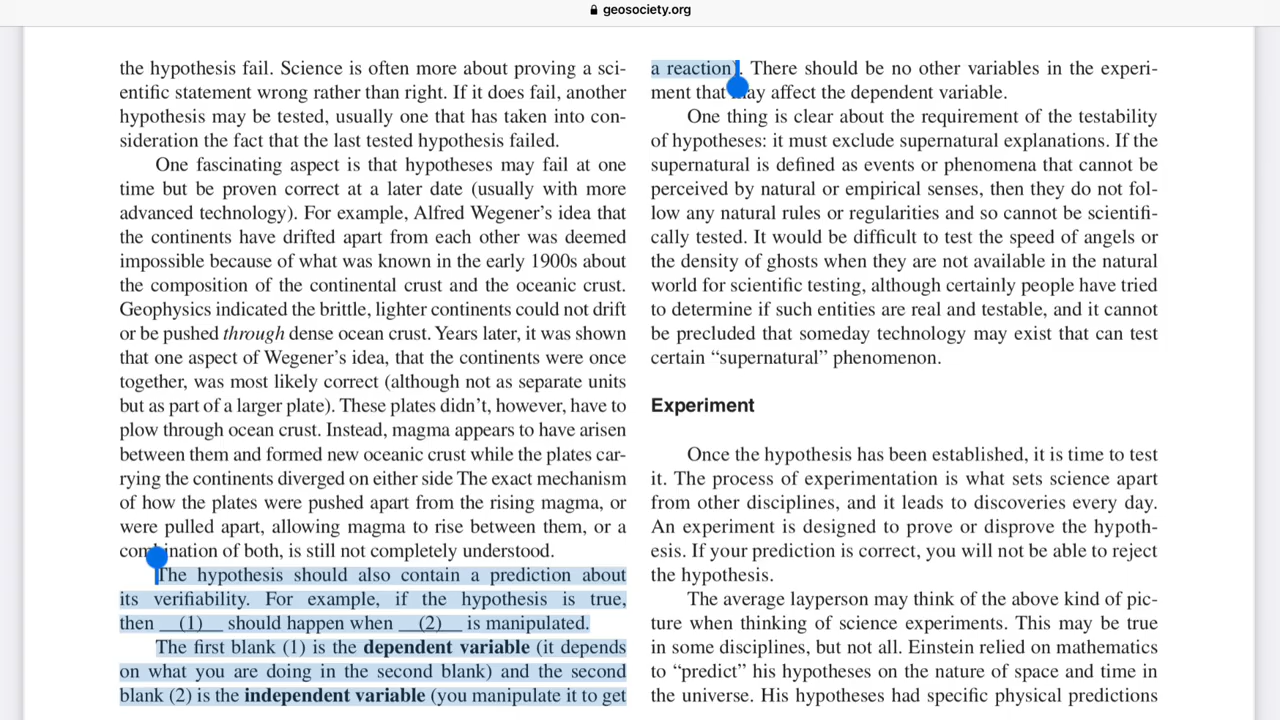 geosociety.org
the hypothesis fail. Science is often more about proving a sci-
entific statement wrong rather than right. If it does fail, another
hypothesis may be tested, usually one that has taken into con-
sideration the fact that the last tested hypothesis failed.
One fascinating aspect is that hypotheses may fail at one
time but be proven correct at a later date (usually with more
advanced technology). For example, Alfred Wegener’s idea that
the continents have drifted apart from each other was deemed
impossible because of what was known in the early 1900s about
the composition of the continental crust and the oceanic crust.
Geophysics indicated the brittle, lighter continents could not drift
or be pushed through dense ocean crust. Years later, it was shown
that one aspect of Wegener’s idea, that the continents were once
together, was most likely correct (although not as separate units
but as part of a larger plate). These plates didn’t, however, have to
plow through ocean crust. Instead, magma appears to have arisen
between them and formed new oceanic crust while the plates car-
rying the continents diverged on either side The exact mechanism
of how the plates were pushed apart from the rising magma, or
were pulled apart, allowing magma to rise between them, or a
combination of both, is still not completely understood.
The hypothesis should also contain a prediction about
its verifiability. For example, if the hypothesis is true,
then __(1)__ should happen when __(2)__ is manipulated.
The first blank (1) is the dependent variable (it depends
on what you are doing in the second blank) and the second
blank (2) is the independent variable (you manipulate it to get
a reaction). There should be no other variables in the experi-
ment that may affect the dependent variable.
One thing is clear about the requirement of the testability
of hypotheses: it must exclude supernatural explanations. If the
supernatural is defined as events or phenomena that cannot be
perceived by natural or empirical senses, then they do not fol-
low any natural rules or regularities and so cannot be scientifi-
cally tested. It would be difficult to test the speed of angels or
the density of ghosts when they are not available in the natural
world for scientific testing, although certainly people have tried
to determine if such entities are real and testable, and it cannot
be precluded that someday technology may exist that can test
certain “supernatural” phenomenon.
Experiment
Once the hypothesis has been established, it is time to test
it. The process of experimentation is what sets science apart
from other disciplines, and it leads to discoveries every day.
An experiment is designed to prove or disprove the hypoth-
esis. If your prediction is correct, you will not be able to reject
the hypothesis.
The average layperson may think of the above kind of pic-
ture when thinking of science experiments. This may be true
in some disciplines, but not all. Einstein relied on mathematics
to “predict” his hypotheses on the nature of space and time in
the universe. His hypotheses had specific physical predictions